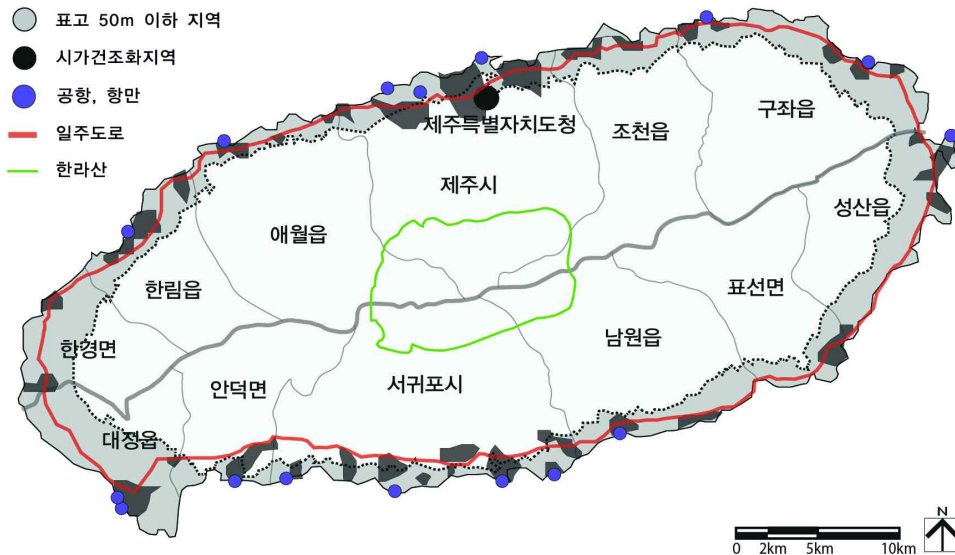 표고 50m 이하 지역
시가건조화지역
공항, 항만
일주도로
한라산
구좌읍
제주특별자치도청
조천읍
제주시
성산읍
애월읍
한림읍
표선면
남원읍
한경면
서귀포시
안덕면
대정읍
N
0 2km 5km 10km